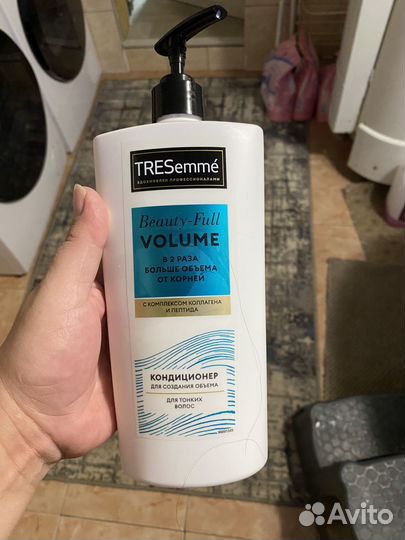 TRESemmé
ВДОХНОВЛЕН ПРОФЕССИОНАЛАМИ
Beauty-Full
VOLUME
В 2 РАЗА
БОЛЬШЕ ОБЪЕМА
ОТ КОРНЕЙ
С КОМПЛЕКСОМ КОЛЛАГЕНА
И ПЕПТИДА
КОНДИЦИОНЕР
ДЛЯ СОЗДАНИЯ ОБЪЕМА
ДЛЯ ТОНКИХ
ВОЛОС
Avito